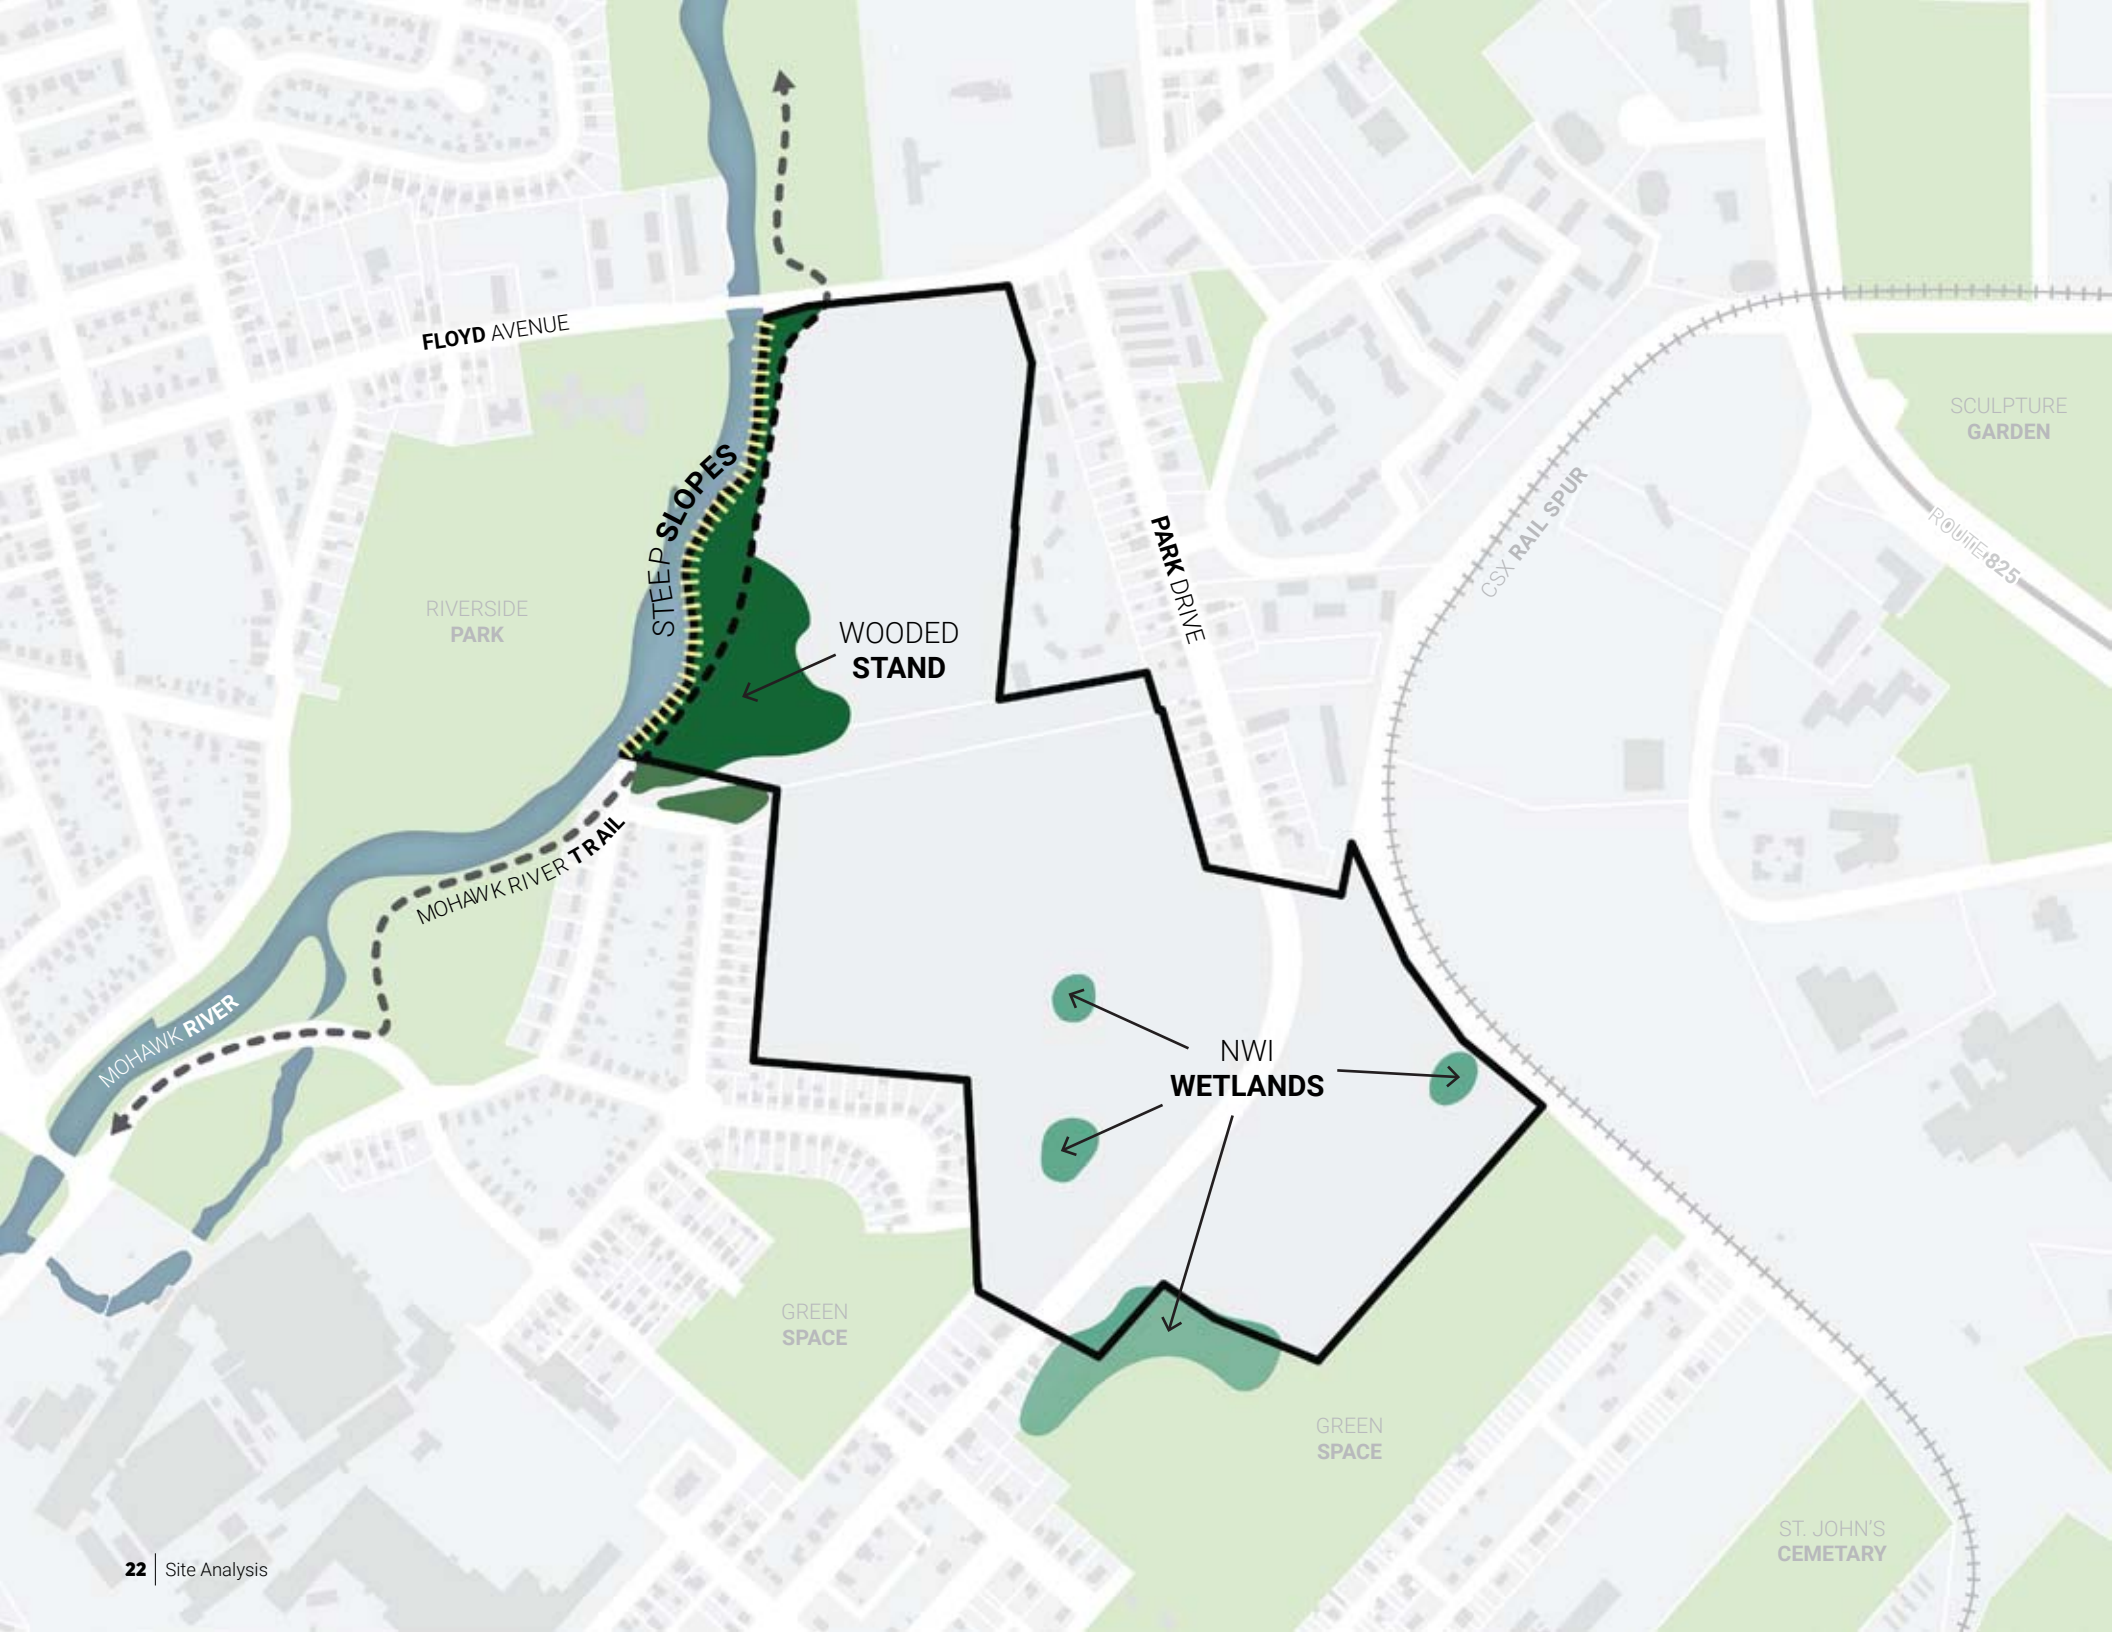 FLOYD AVENUE
SCULPTURE
GARDEN
STEEP SLOPES
CSX RAIL SPUR
ROUTE 825
PARK DRIVE
RIVERSIDE
PARK
WOODED
STAND
MOHAWK RIVER TRAIL
MOHAWK RIVER
NWI
WETLANDS
GREEN
SPACE
GREEN
SPACE
ST. JOHN'S
CEMETARY
22 | Site Analysis